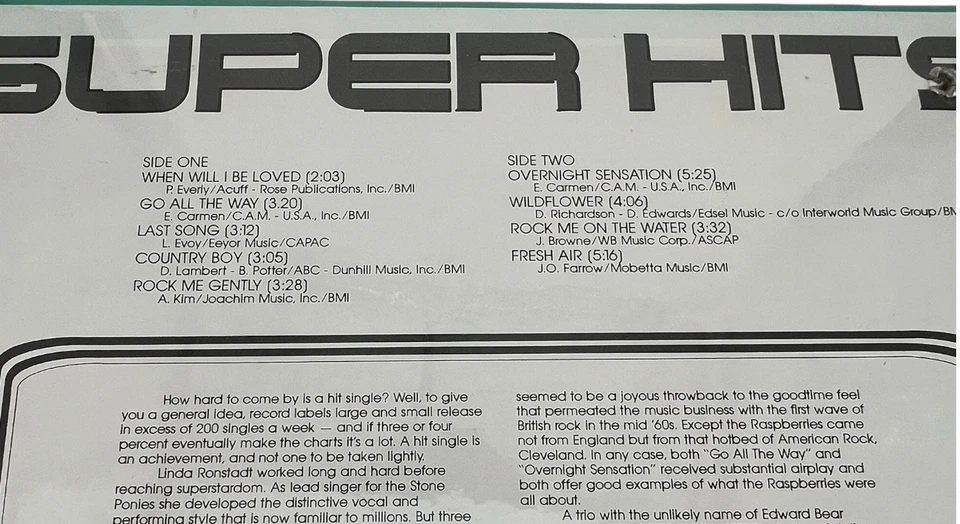 SUPER HITS
SIDE ONE
WHEN WILL I BE LOVED (2:03)
P. Everly/Acuff - Rose Publications, Inc./BMI
GO ALL THE WAY (3.20)
E. Carmen/C.A.M. - U.S.A., Inc./BMI
LAST SONG (3:12)
L. Evoy/Eeyor Music/CAPAC
COUNTRY BOY (3:05)
D. Lambert - B. Potter/ABC - Dunhill Music, Inc./BMI
ROCK ME GENTLY (3:28)
A. Kim/Joachim Music, Inc./BMI
SIDE TWO
OVERNIGHT SENSATION (5:25)
E. Carmen/C.A.M. - U.S.A., Inc./BMI
WILDFLOWER (4:06)
D. Richardson - D. Edwards/Edsel Music - c/o Interworld Music Group/BM
ROCK ME ON THE WATER (3:32)
J. Browne/WB Music Corp./ASCAP
FRESH AIR (5:16)
J.O. Farrow/Mobetta Music/BMI
How hard to come by is a hit single? Well, to give
you a general idea, record labels large and small release
in excess of 200 singles a week — and if three or four
percent eventually make the charts it's a lot. A hit single is
an achievement, and not one to be taken lightly.
Linda Ronstadt worked long and hard before
reaching superstardom. As lead singer for the Stone
Ponies she developed the distinctive vocal and
performing style that is now familiar to millions. But three
seemed to be a joyous throwback to the goodtime feel
that permeated the music business with the first wave of
British rock in the mid '60s. Except the Raspberries came
not from England but from that hotbed of American Rock,
Cleveland. In any case, both "Go All The Way" and
"Overnight Sensation" received substantial airplay and
both offer good examples of what the Raspberries were
all about.
A trio with the unlikely name of Edward Bear